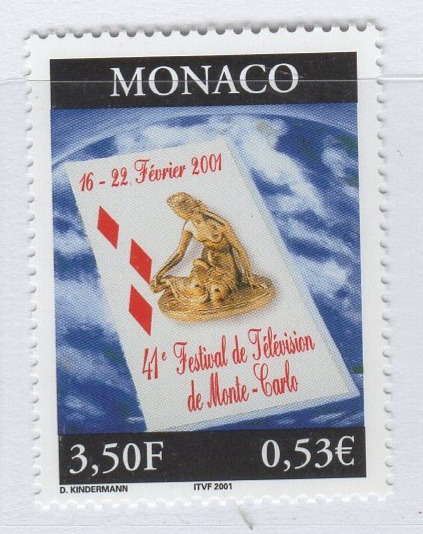 MONACO
16 - 22 Février 2001
41e Festival de Télévision
de Monte-Carlo
3,50F 0,53€
D. KINDERMANN ITVF 2001